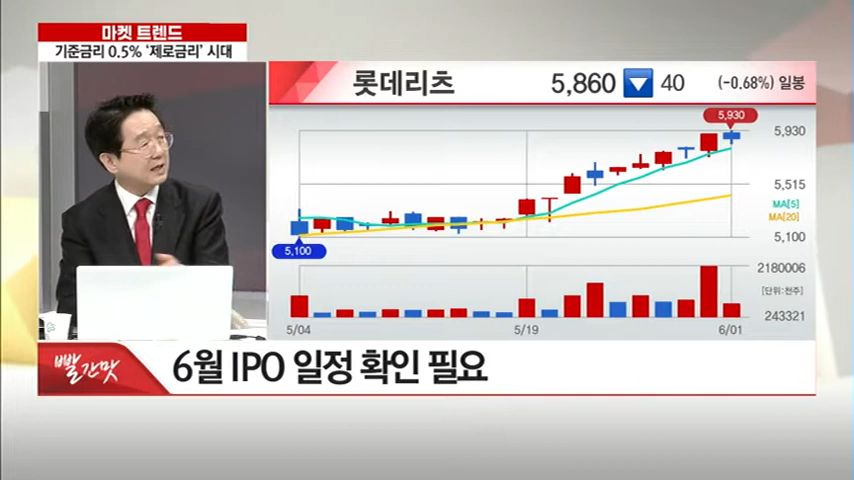 마켓 트렌드
기준금리 0.5% ‘제로금리’ 시대
롯데리츠 5,860 ▼ 40 (-0.68%) 일봉
5,930
5,930
5,515
MA[5]
MA[20]
5,100
5,100
2180006
[단위:천주]
243321
5/04 5/19 6/01
빨간맛
6월 IPO 일정 확인 필요